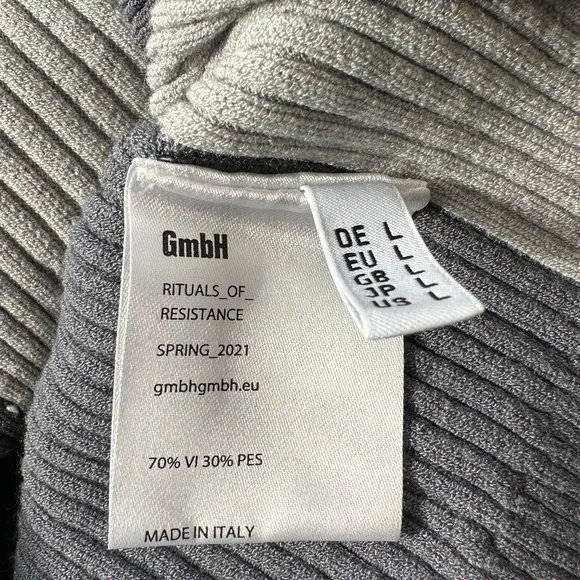 GmbH
RITUALS_OF_
RESISTANCE
SPRING_2021
gmbhgmbh.eu
70% VI 30% PES
MADE IN ITALY
DE L
EU L
GB L
JP L
US L